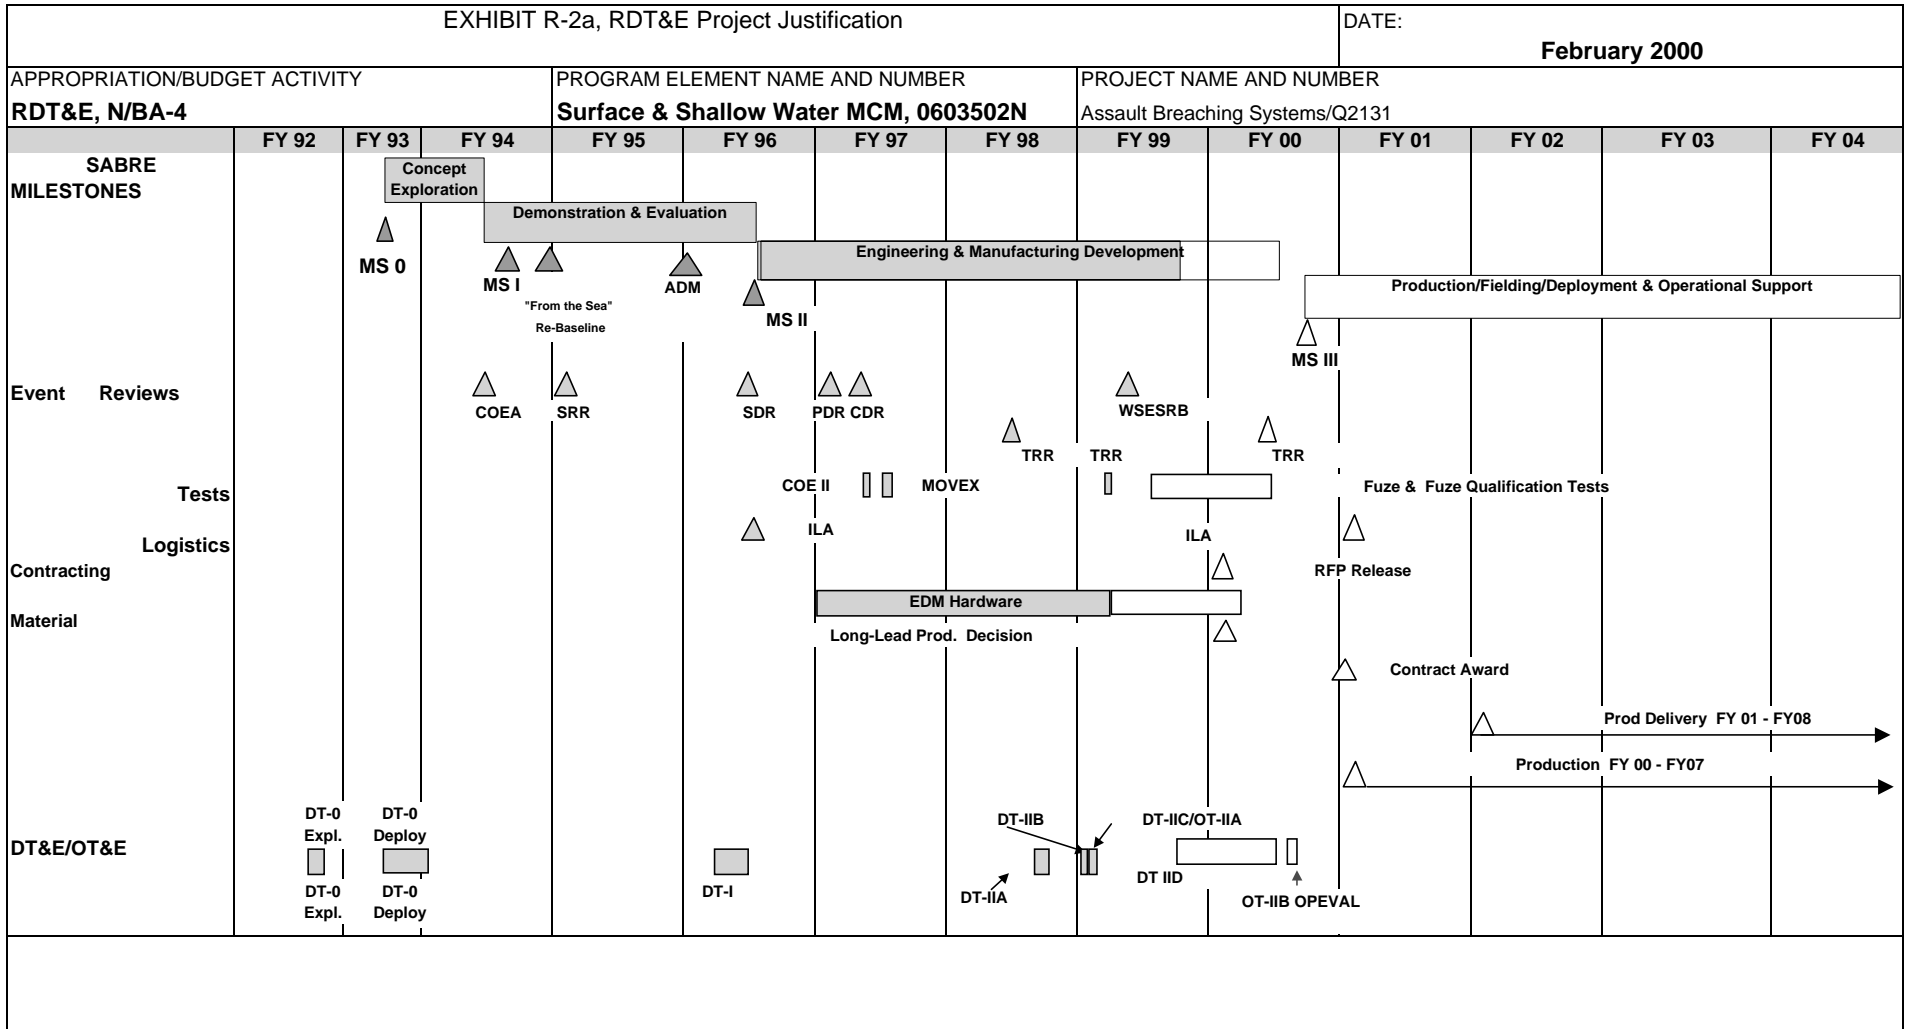 EXHIBIT R-2a, RDT&E Project Justification
DATE:
February 2000
APPROPRIATION/BUDGET ACTIVITY
PROGRAM ELEMENT NAME AND NUMBER
PROJECT NAME AND NUMBER
RDT&E, N/BA-4
Surface & Shallow Water MCM, 0603502N
Assault Breaching Systems/Q2131
FY 92 FY 93 FY 94 FY 95 FY 96 FY 97 FY 98 FY 99 FY 00 FY 01 FY 02 FY 03 FY 04
SABRE
MILESTONES
Concept
Exploration
Demonstration & Evaluation
Engineering & Manufacturing Development
MS 0
MS I
ADM
Production/Fielding/Deployment & Operational Support
"From the Sea"
Re-Baseline
MS II
MS III
Event Reviews
COEA
SRR
SDR
PDR CDR
WSESRB
TRR
TRR
TRR
Tests
COE II
MOVEX
Fuze & Fuze Qualification Tests
Logistics
ILA
ILA
Contracting
RFP Release
EDM Hardware
Material
Long-Lead Prod. Decision
Contract Award
Prod Delivery FY 01 - FY08
Production FY 00 - FY07
DT-0
Expl.
DT-0
Deploy
DT-IIB
DT-IIC/OT-IIA
DT&E/OT&E
DT-0
Expl.
DT-0
Deploy
DT-I
DT-IIA
DT IID
OT-IIB OPEVAL